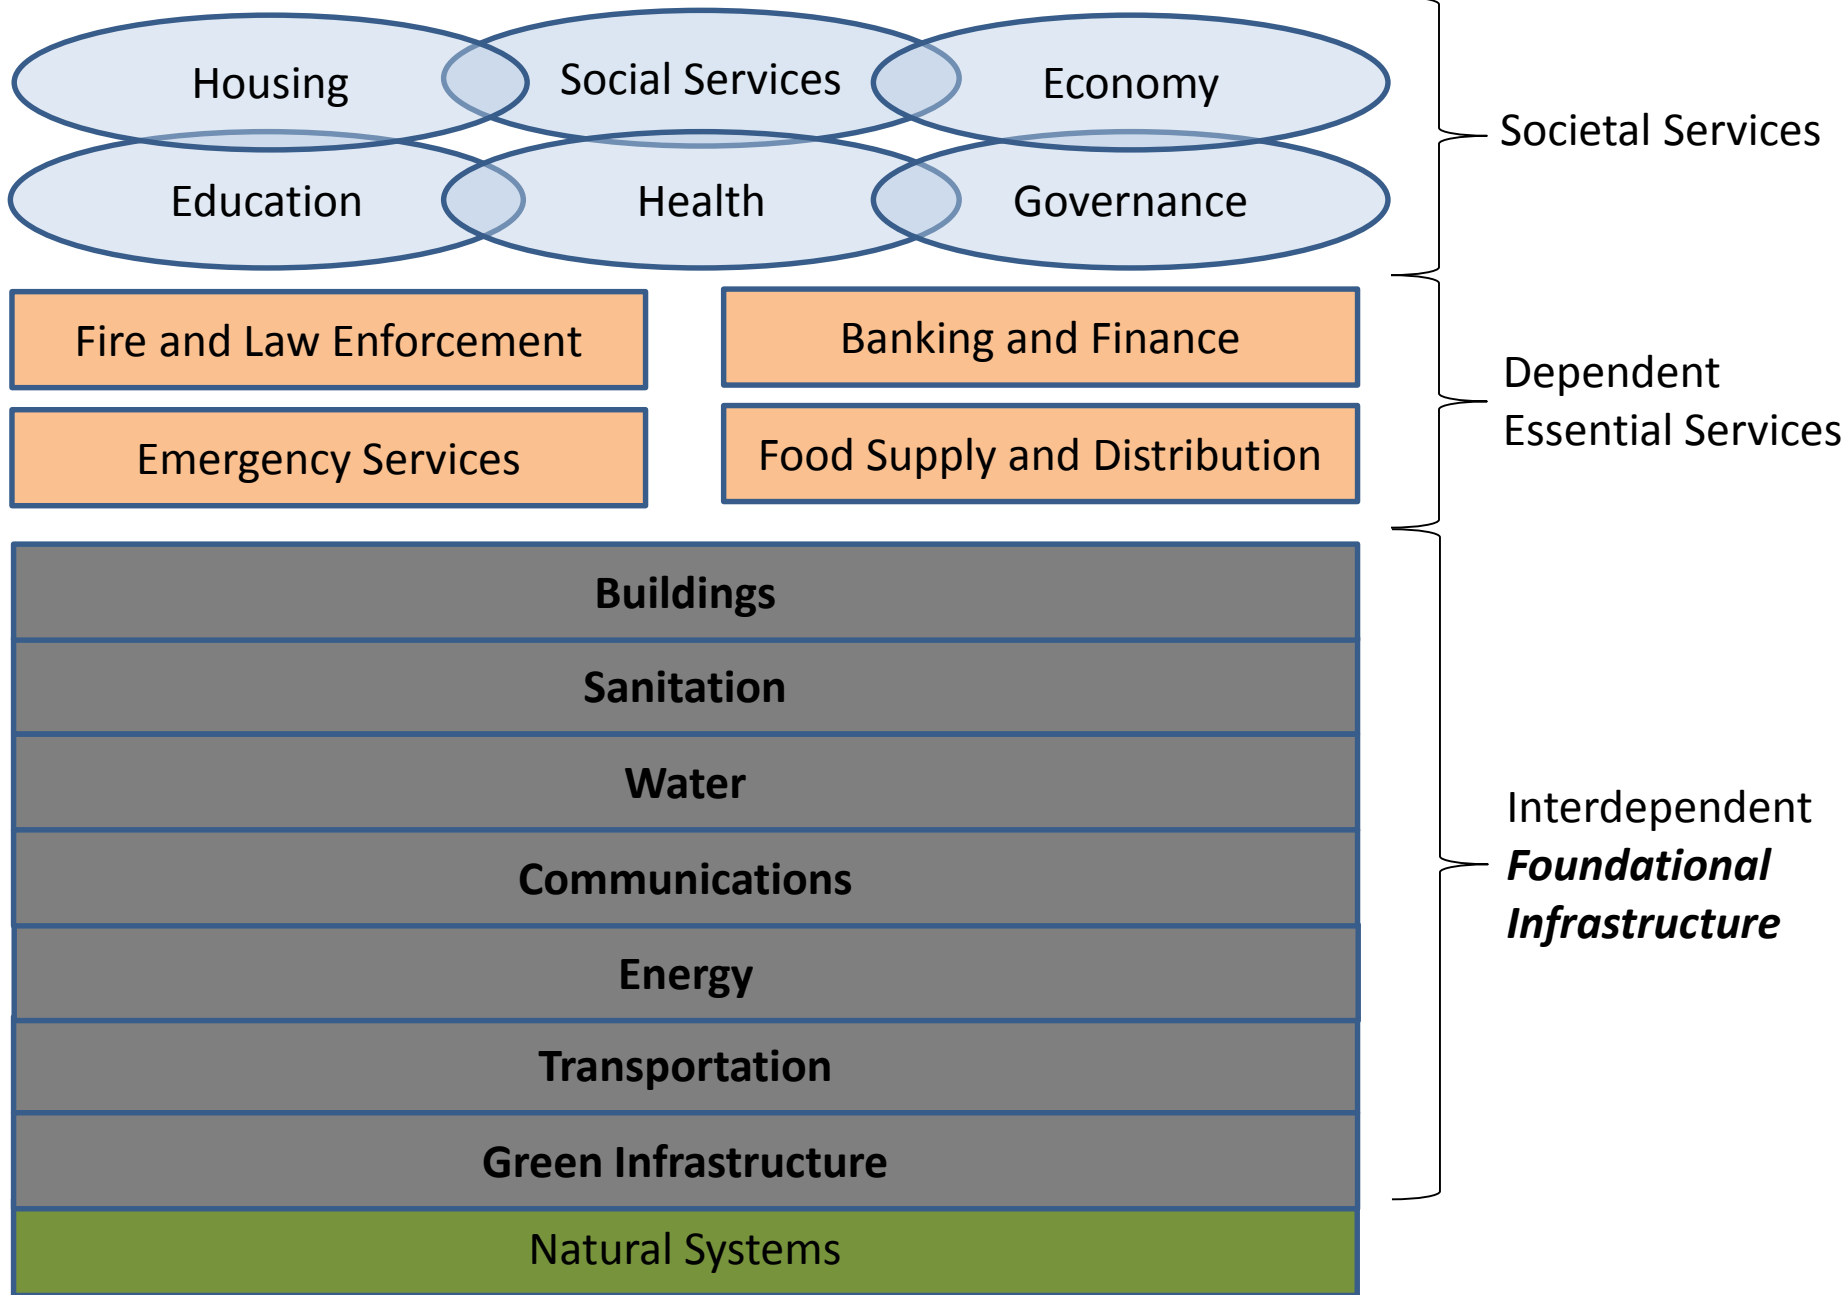 Housing
Social Services
Economy
Societal Services
Education
Health
Governance
Fire and Law Enforcement
Banking and Finance
Dependent
Essential Services
Emergency Services
Food Supply and Distribution
Buildings
Sanitation
Water
Communications
Energy
Transportation
Green Infrastructure
Interdependent
Foundational
Infrastructure
Natural Systems